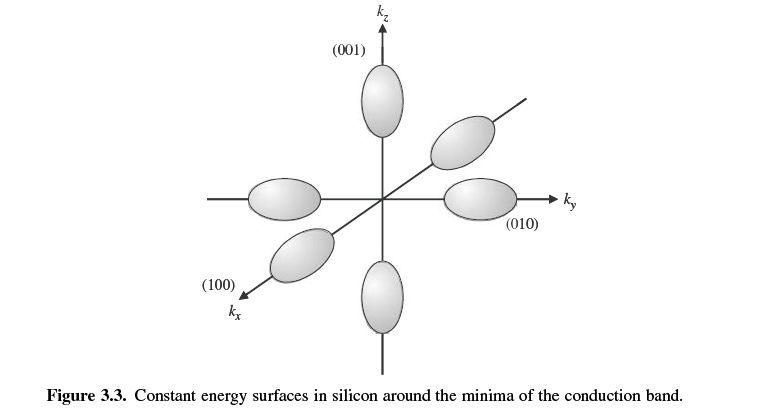 k_z
(001)
k_y
(010)
(100)
k_x
Figure 3.3. Constant energy surfaces in silicon around the minima of the conduction band.